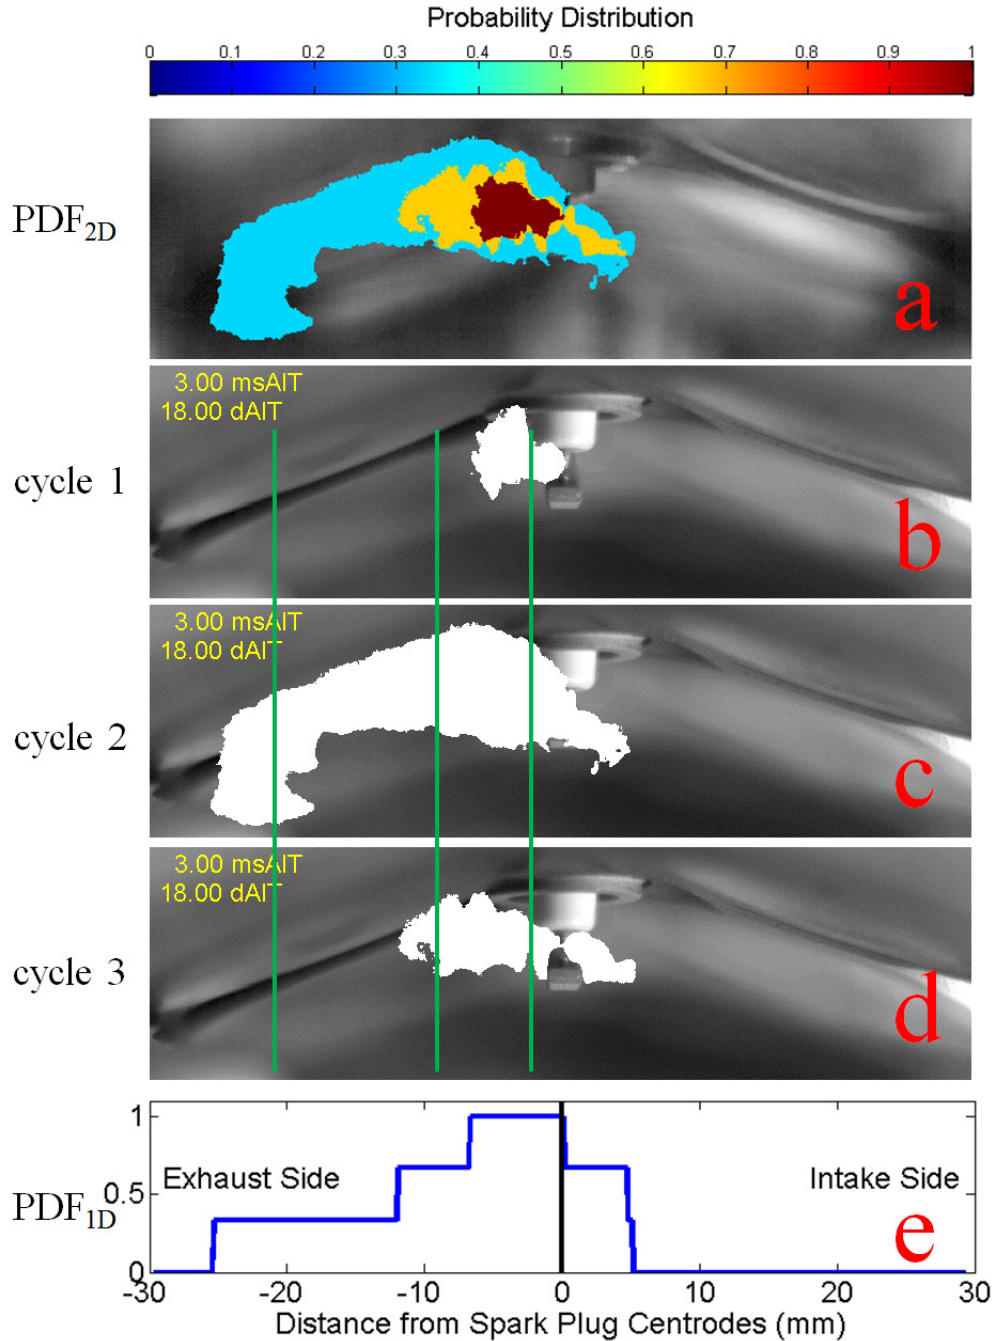 Probability Distribution
0 0.1 0.2 0.3 0.4 0.5 0.6 0.7 0.8 0.9 1
PDF2D
a
3.00 msAIT
18.00 dAIT
cycle 1
b
3.00 msAIT
18.00 dAIT
cycle 2
c
3.00 msAIT
18.00 dAIT
cycle 3
d
1
Exhaust Side
Intake Side
0.5
PDF1D
e
0
-30 -20 -10 0 10 20 30
Distance from Spark Plug Centrodes (mm)